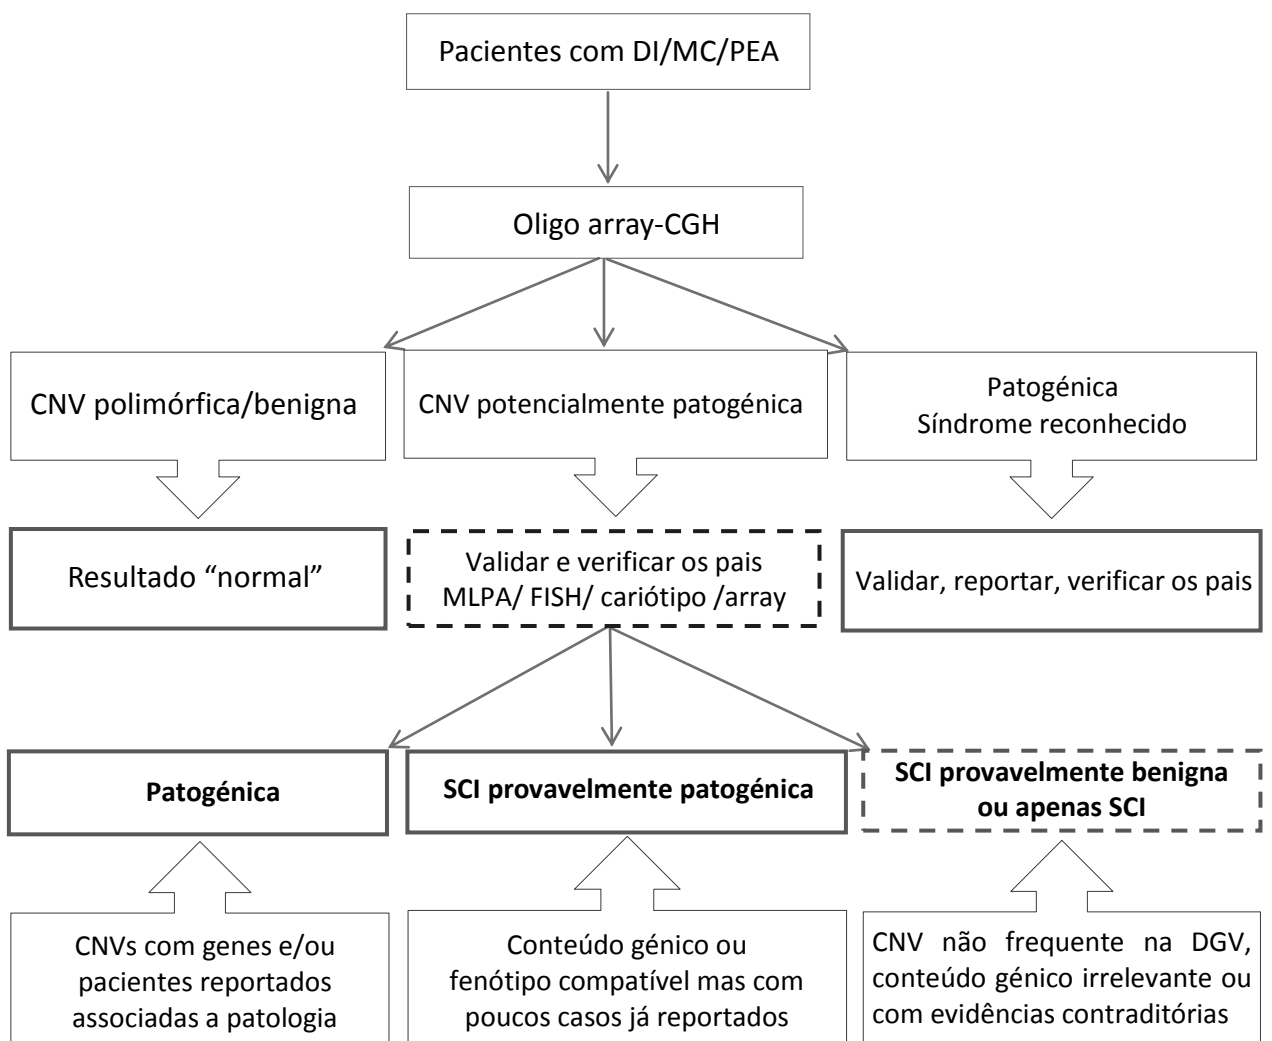 Pacientes com DI/MC/PEA
Oligo array-CGH
CNV polimórfica/benigna
CNV potencialmente patogénica
Patogénica
Síndrome reconhecido
Resultado “normal”
Validar e verificar os pais
MLPA/ FISH/ cariótipo /array
Validar, reportar, verificar os pais
Patogénica
SCI provavelmente patogénica
SCI provavelmente benigna
ou apenas SCI
CNVs com genes e/ou
pacientes reportados
associadas a patologia
Conteúdo génico ou
fenótipo compatível mas com
poucos casos já reportados
CNV não frequente na DGV,
conteúdo génico irrelevante ou
com evidências contraditórias